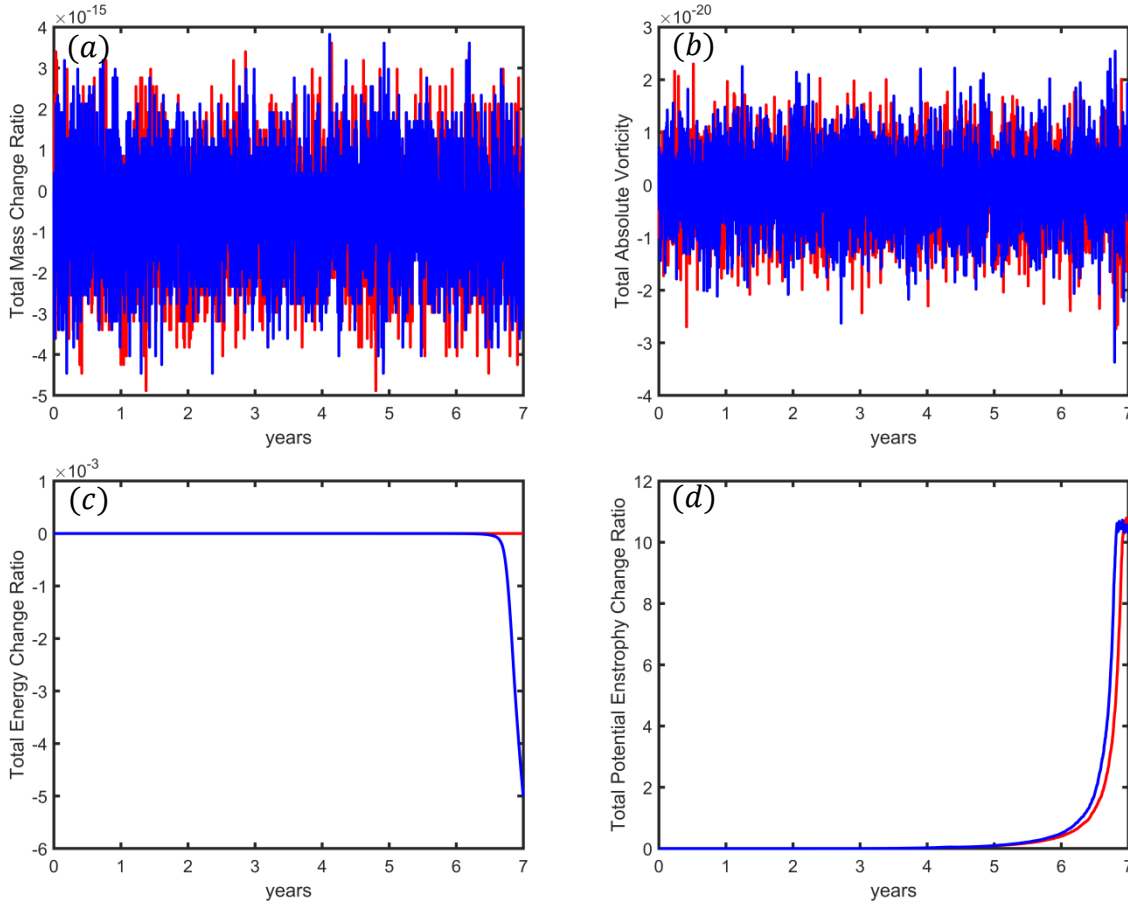 ×10⁻¹⁵
(a)
Total Mass Change Ratio
4
3
2
1
0
-1
-2
-3
-4
-5
0 1 2 3 4 5 6 7
years
×10⁻²⁰
(b)
Total Absolute Vorticity
3
2
1
0
-1
-2
-3
-4
0 1 2 3 4 5 6 7
years
×10⁻³
(c)
Total Energy Change Ratio
1
0
-1
-2
-3
-4
-5
-6
0 1 2 3 4 5 6 7
years
(d)
Total Potential Enstrophy Change Ratio
12
10
8
6
4
2
0
0 1 2 3 4 5 6 7
years